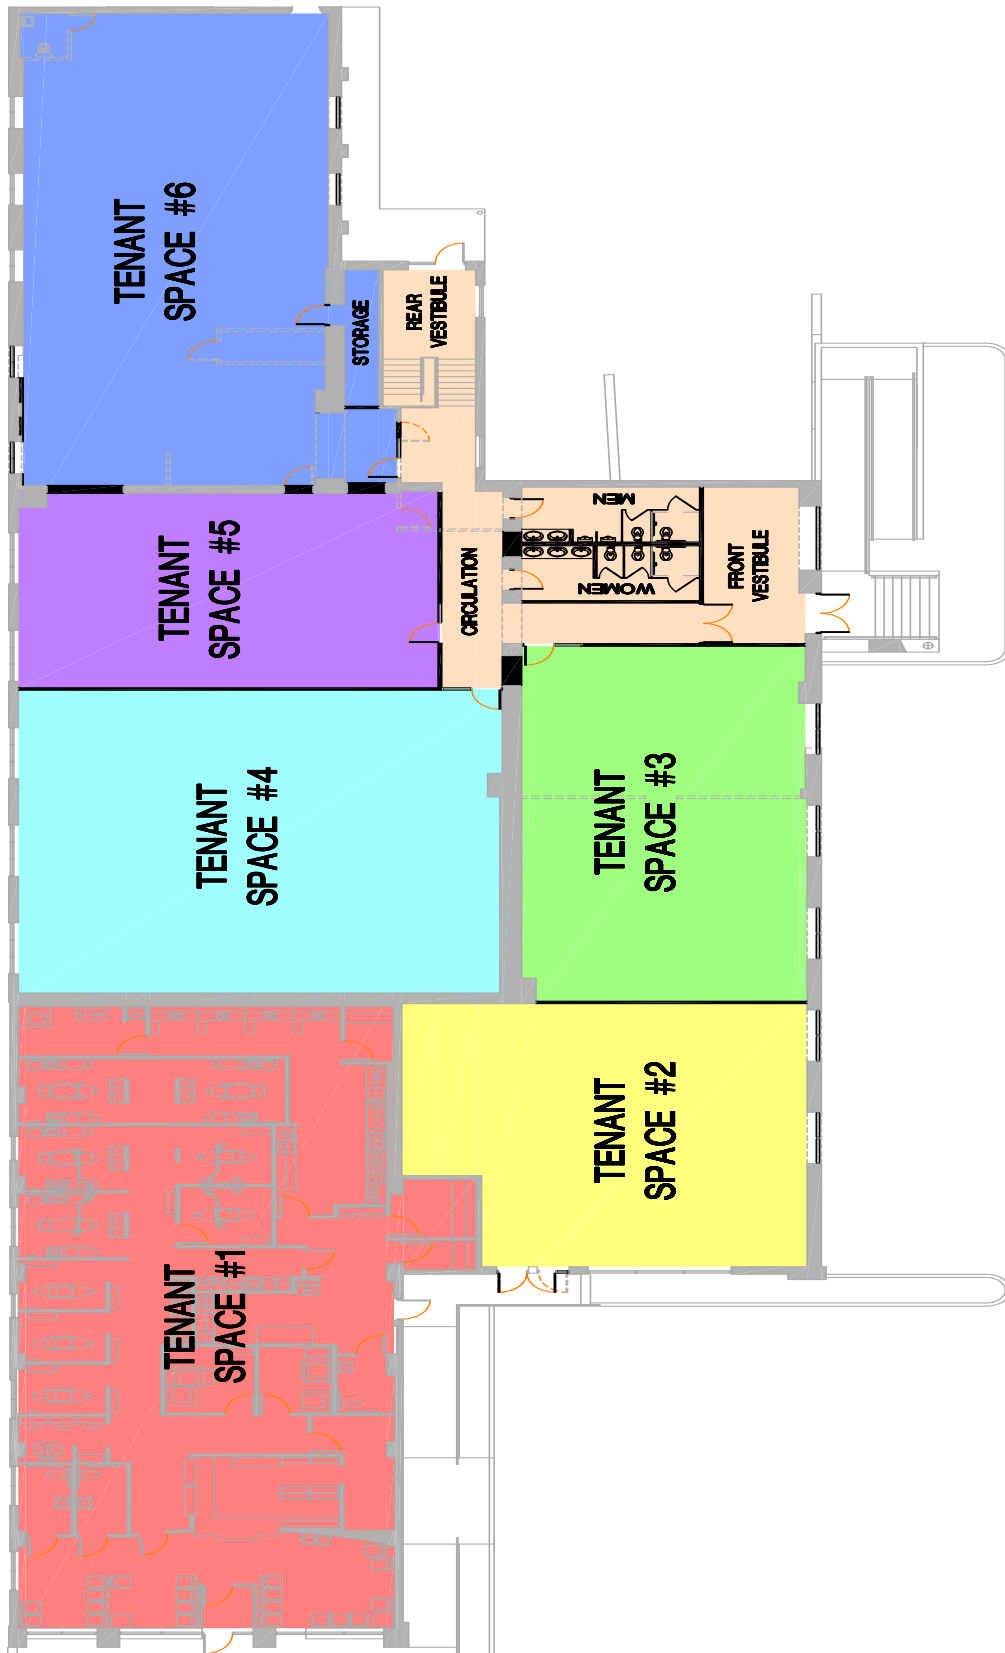 TENANT
SPACE #6
STORAGE
REAR
VESTIBULE
TENANT
SPACE #5
CIRCULATION
MEN
WOMEN
FRONT
VESTIBULE
TENANT
SPACE #4
TENANT
SPACE #3
TENANT
SPACE #2
TENANT
SPACE #1